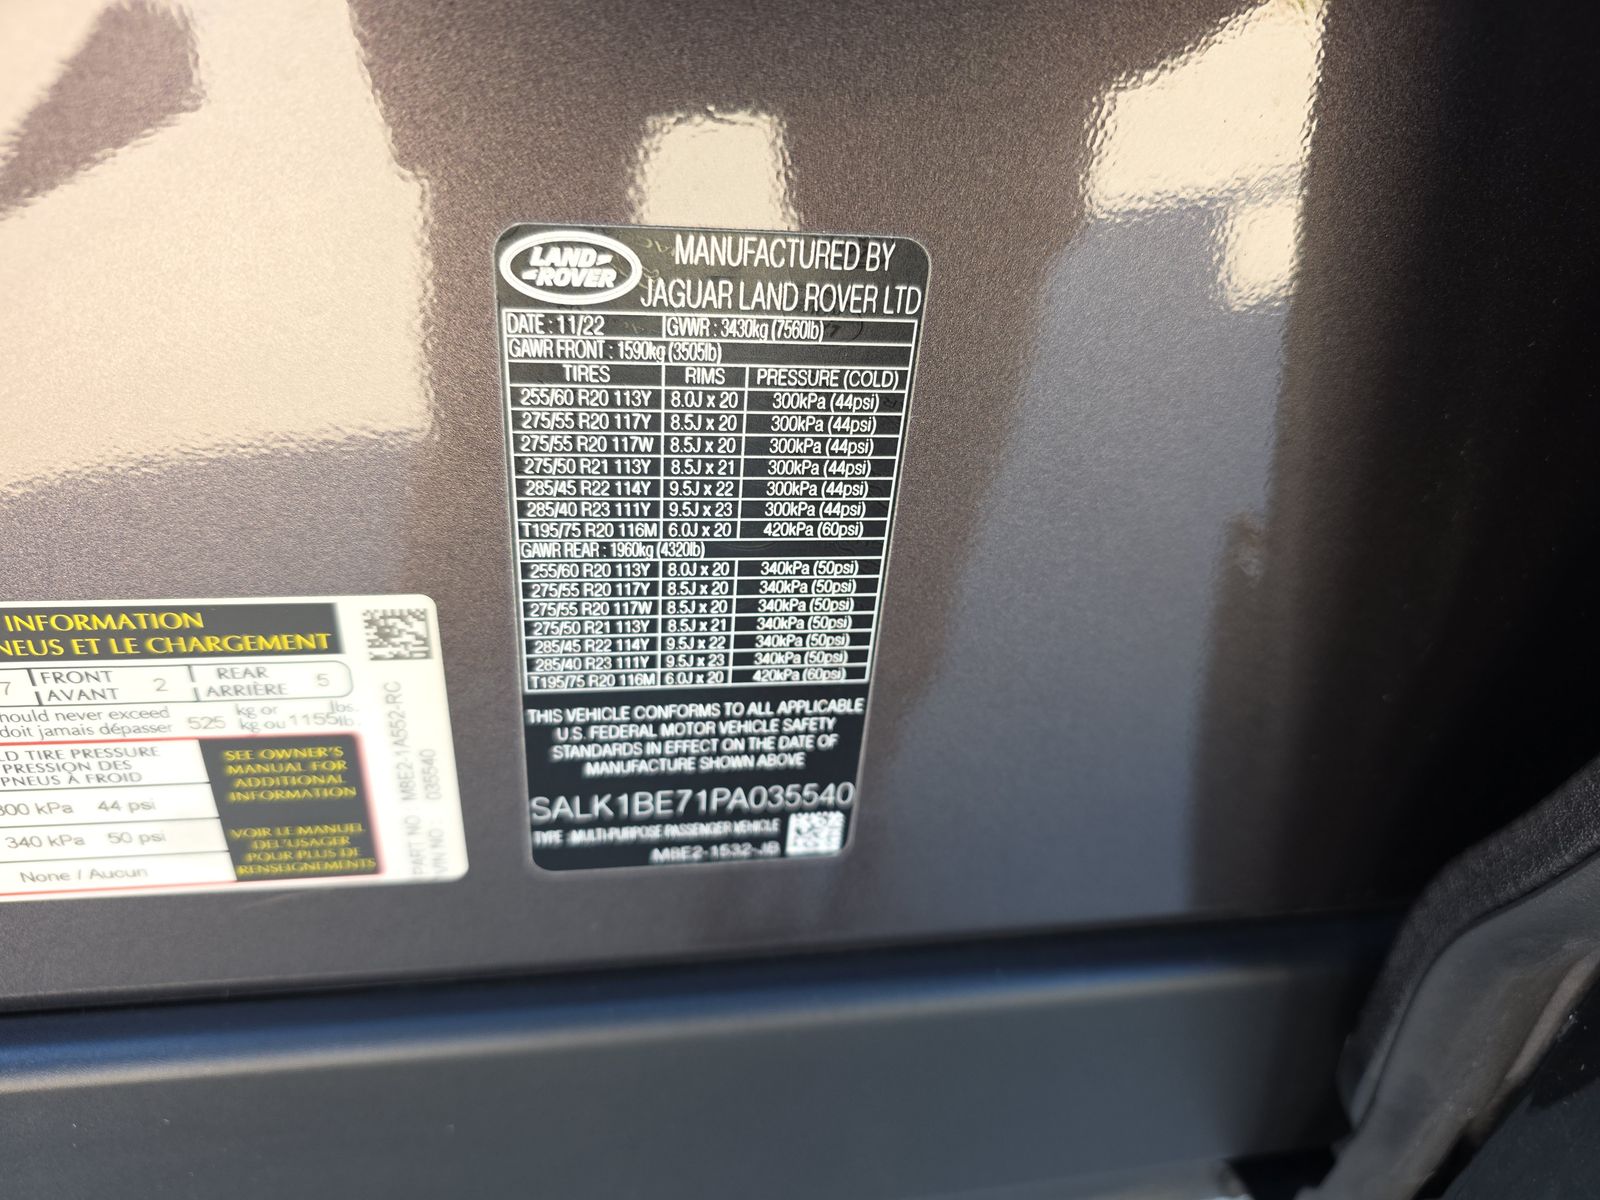 LAND ROVER
MANUFACTURED BY
JAGUAR LAND ROVER LTD
DATE : 11/22 GVWR : 3430kg (7560lb)
GAWR FRONT : 1590kg (3505lb)
TIRES RIMS PRESSURE (COLD)
255/60 R20 113Y 8.0J x 20 300kPa (44psi)
275/55 R20 117Y 8.5J x 20 300kPa (44psi)
275/55 R20 117W 8.5J x 20 300kPa (44psi)
275/50 R21 113Y 8.5J x 21 300kPa (44psi)
285/45 R22 114Y 9.5J x 22 300kPa (44psi)
285/40 R23 111Y 9.5J x 23 300kPa (44psi)
T195/75 R20 116M 6.0J x 20 420kPa (60psi)
GAWR REAR : 1960kg (4320lb)
255/60 R20 113Y 8.0J x 20 340kPa (50psi)
275/55 R20 117Y 8.5J x 20 340kPa (50psi)
275/55 R20 117W 8.5J x 20 340kPa (50psi)
275/50 R21 113Y 8.5J x 21 340kPa (50psi)
285/45 R22 114Y 9.5J x 22 340kPa (50psi)
285/40 R23 111Y 9.5J x 23 340kPa (50psi)
T195/75 R20 116M 6.0J x 20 420kPa (60psi)
THIS VEHICLE CONFORMS TO ALL APPLICABLE
U.S. FEDERAL MOTOR VEHICLE SAFETY
STANDARDS IN EFFECT ON THE DATE OF
MANUFACTURE SHOWN ABOVE
SALK1BE71PA035540
TYPE : MULTI-PURPOSE PASSENGER VEHICLE
M8E2-1532-JB
INFORMATION
NEUS ET LE CHARGEMENT
7 FRONT REAR
AVANT 2 ARRIÈRE 5
hould never exceed kg or lbs.
doit jamais dépasser 525 kg ou 1155 lb.
LD TIRE PRESSURE
PRESSION DES
PNEUS À FROID
300 kPa 44 psi
340 kPa 50 psi
None / Aucun
SEE OWNER'S
MANUAL FOR
ADDITIONAL
INFORMATION
VOIR LE MANUEL
DE L'USAGER
POUR PLUS DE
RENSEIGNEMENTS
PART NO M8E2-1A552-RC
VIN NO : 035540